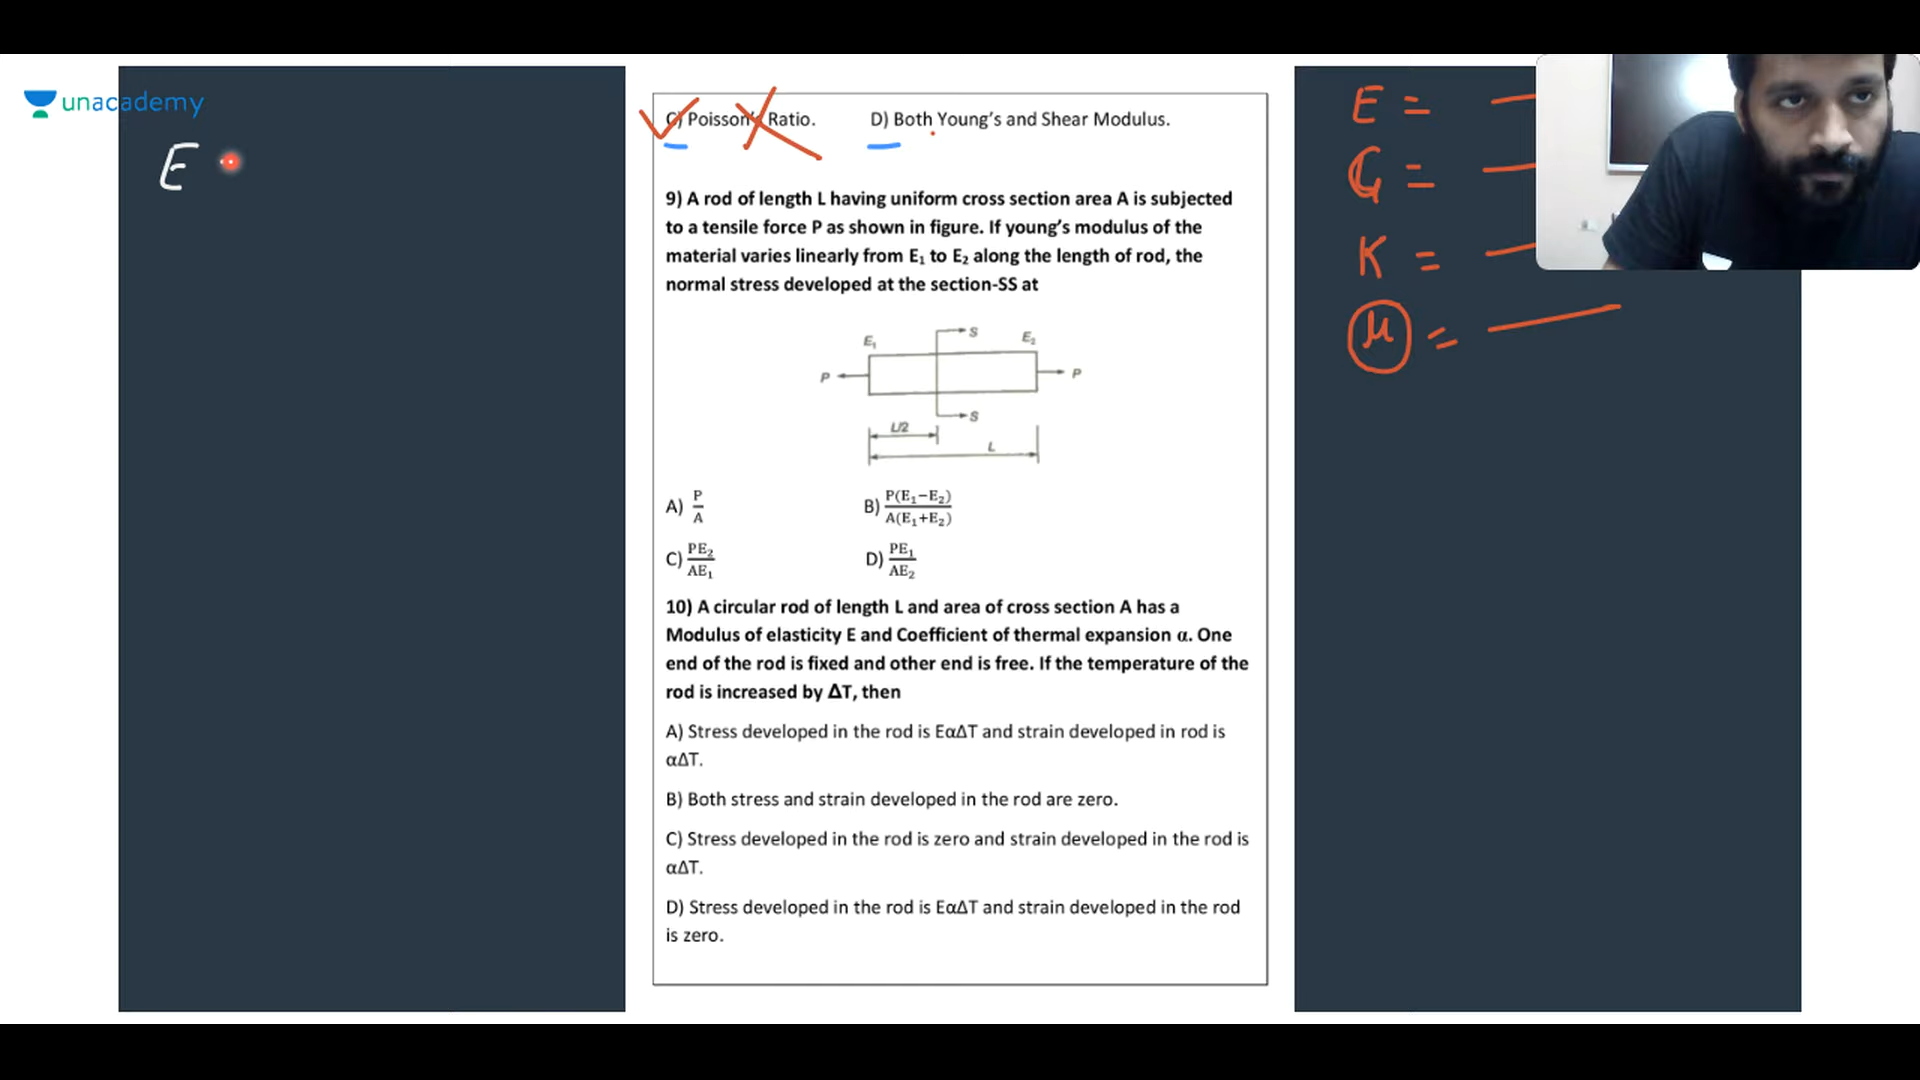 unacademy
E
C) Poisson's Ratio. D) Both Young's and Shear Modulus.
9) A rod of length L having uniform cross section area A is subjected
to a tensile force P as shown in figure. If young's modulus of the
material varies linearly from E₁ to E₂ along the length of rod, the
normal stress developed at the section-SS at
S
E₁ E₂
P P
S
L/2
L
A) P/A B) P(E₁−E₂)/A(E₁+E₂)
C) PE₂/AE₁ D) PE₁/AE₂
10) A circular rod of length L and area of cross section A has a
Modulus of elasticity E and Coefficient of thermal expansion α. One
end of the rod is fixed and other end is free. If the temperature of the
rod is increased by ΔT, then
A) Stress developed in the rod is EαΔT and strain developed in rod is
αΔT.
B) Both stress and strain developed in the rod are zero.
C) Stress developed in the rod is zero and strain developed in the rod is
αΔT.
D) Stress developed in the rod is EαΔT and strain developed in the rod
is zero.
E = —
G = —
K = —
μ = —